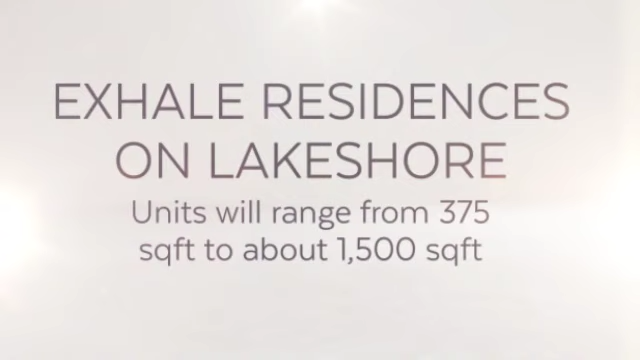 EXHALE RESIDENCES
ON LAKESHORE
Units will range from 375
sqft to about 1,500 sqft